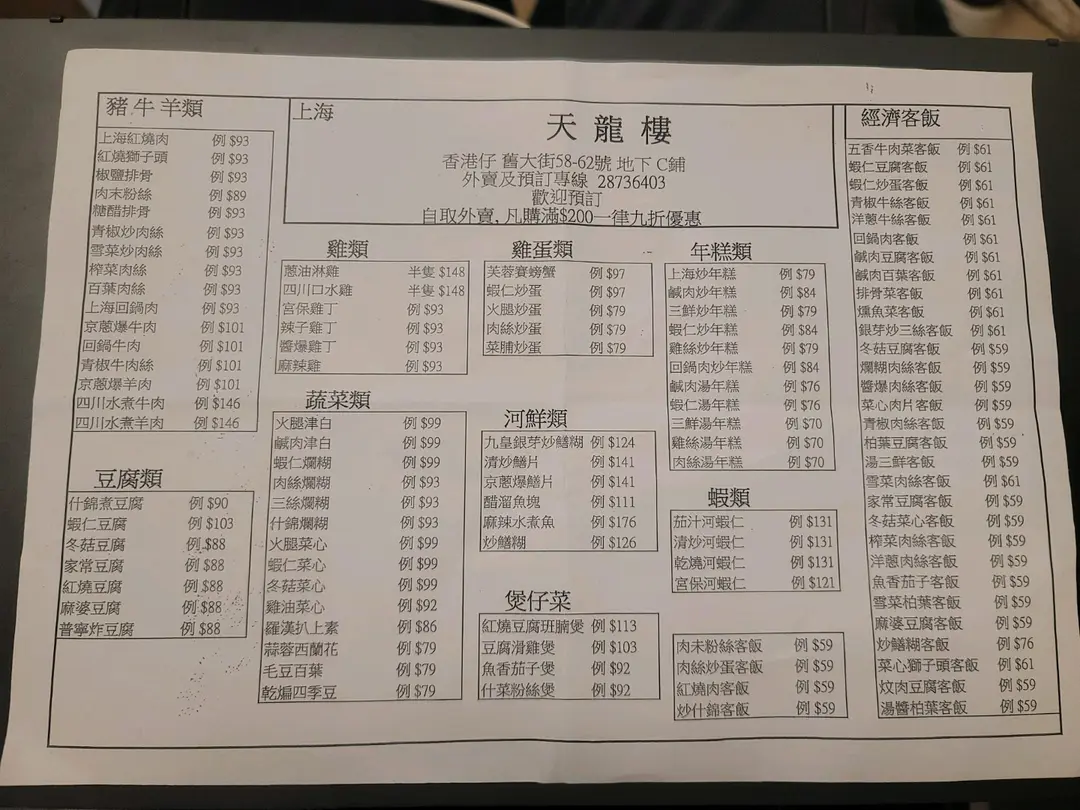 豬牛羊類
上海紅燒肉 例 $93
紅燒獅子頭 例 $93
椒鹽排骨 例 $93
肉末粉絲 例 $89
糖醋排骨 例 $93
青椒炒肉絲 例 $93
雪菜炒肉絲 例 $93
榨菜肉絲 例 $93
百葉肉絲 例 $93
上海回鍋肉 例 $93
京蔥爆牛肉 例 $101
回鍋牛肉 例 $101
青椒牛肉絲 例 $101
京蔥爆羊肉 例 $101
四川水煮牛肉 例 $146
四川水煮羊肉 例 $146
豆腐類
什錦煮豆腐 例 $90
蝦仁豆腐 例 $103
冬菇豆腐 例 $88
家常豆腐 例 $88
紅燒豆腐 例 $88
麻婆豆腐 例 $88
普寧炸豆腐 例 $88
上海
天龍樓
香港仔 舊大街58-62號 地下 C鋪
外賣及預訂專線 28736403
歡迎預訂
自取外賣, 凡購滿$200一律九折優惠
雞類
蔥油淋雞 半隻 $148
四川口水雞 半隻 $148
宮保雞丁 例 $93
辣子雞丁 例 $93
醬爆雞丁 例 $93
麻辣雞 例 $93
蔬菜類
火腿津白 例 $99
鹹肉津白 例 $99
蝦仁爛糊 例 $99
肉絲爛糊 例 $93
三絲爛糊 例 $93
什錦爛糊 例 $93
火腿菜心 例 $99
蝦仁菜心 例 $99
冬菇菜心 例 $99
雞油菜心 例 $92
羅漢扒上素 例 $86
蒜蓉西蘭花 例 $79
毛豆百葉 例 $79
乾煸四季豆 例 $79
雞蛋類
芙蓉賽螃蟹 例 $97
蝦仁炒蛋 例 $97
火腿炒蛋 例 $79
肉絲炒蛋 例 $79
菜脯炒蛋 例 $79
河鮮類
九皇銀芽炒鱔糊 例 $124
清炒鱔片 例 $141
京蔥爆鱔片 例 $141
醋溜魚塊 例 $111
麻辣水煮魚 例 $176
炒鱔糊 例 $126
煲仔菜
紅燒豆腐班腩煲 例 $113
豆腐滑雞煲 例 $103
魚香茄子煲 例 $92
什菜粉絲煲 例 $92
年糕類
上海炒年糕 例 $79
鹹肉炒年糕 例 $84
三鮮炒年糕 例 $79
蝦仁炒年糕 例 $84
雞絲炒年糕 例 $79
回鍋肉炒年糕 例 $84
鹹肉湯年糕 例 $76
蝦仁湯年糕 例 $76
三鮮湯年糕 例 $70
雞絲湯年糕 例 $70
肉絲湯年糕 例 $70
蝦類
茄汁河蝦仁 例 $131
清炒河蝦仁 例 $131
乾燒河蝦仁 例 $131
宮保河蝦仁 例 $121
肉未粉絲客飯 例 $59
肉絲炒蛋客飯 例 $59
紅燒肉客飯 例 $59
炒什錦客飯 例 $59
經濟客飯
五香牛肉菜客飯 例 $61
蝦仁豆腐客飯 例 $61
蝦仁炒蛋客飯 例 $61
青椒牛絲客飯 例 $61
洋蔥牛絲客飯 例 $61
回鍋肉客飯 例 $61
鹹肉豆腐客飯 例 $61
鹹肉百葉客飯 例 $61
排骨菜客飯 例 $61
燻魚菜客飯 例 $61
銀芽炒三絲客飯 例 $61
冬菇豆腐客飯 例 $59
爛糊肉絲客飯 例 $59
醬爆肉絲客飯 例 $59
菜心肉片客飯 例 $59
青椒肉絲客飯 例 $59
柏葉豆腐客飯 例 $59
湯三鮮客飯 例 $59
雪菜肉絲客飯 例 $61
家常豆腐客飯 例 $59
冬菇菜心客飯 例 $59
榨菜肉絲客飯 例 $59
洋蔥肉絲客飯 例 $59
魚香茄子客飯 例 $59
雪菜柏葉客飯 例 $59
麻婆豆腐客飯 例 $59
炒鱔糊客飯 例 $76
菜心獅子頭客飯 例 $61
炆肉豆腐客飯 例 $59
湯醬柏葉客飯 例 $59